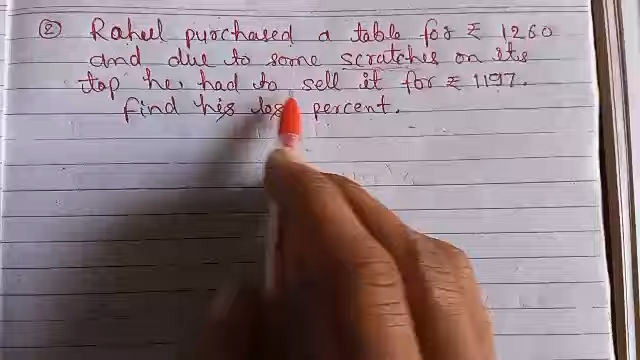 ② Rahul purchased a table for ₹ 1260
and due to some scratches on its
top he, had to sell it for ₹ 1197.
find his loss percent.